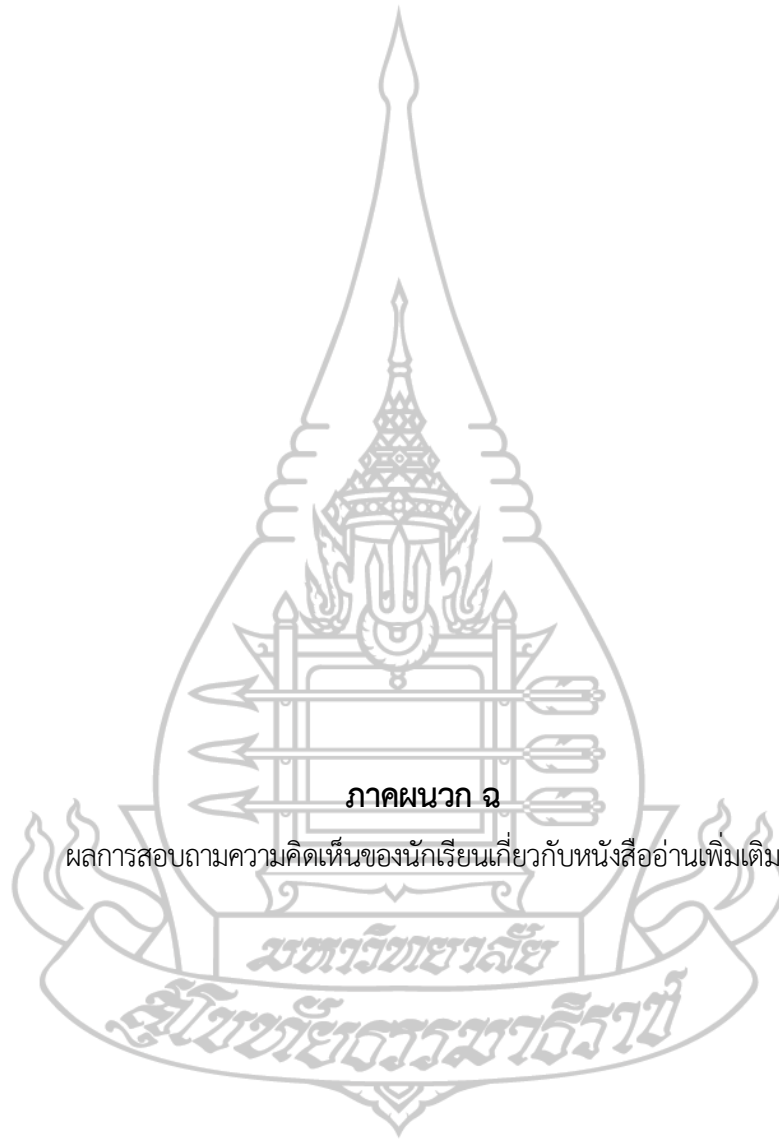 ภาคผนวก ฉ
ผลการสอบถามความคิดเห็นของนักเรียนเกี่ยวกับหนังสืออ่านเพิ่มเติม
มหาวิทยาลัย
สุโขทัยธรรมาธิราช